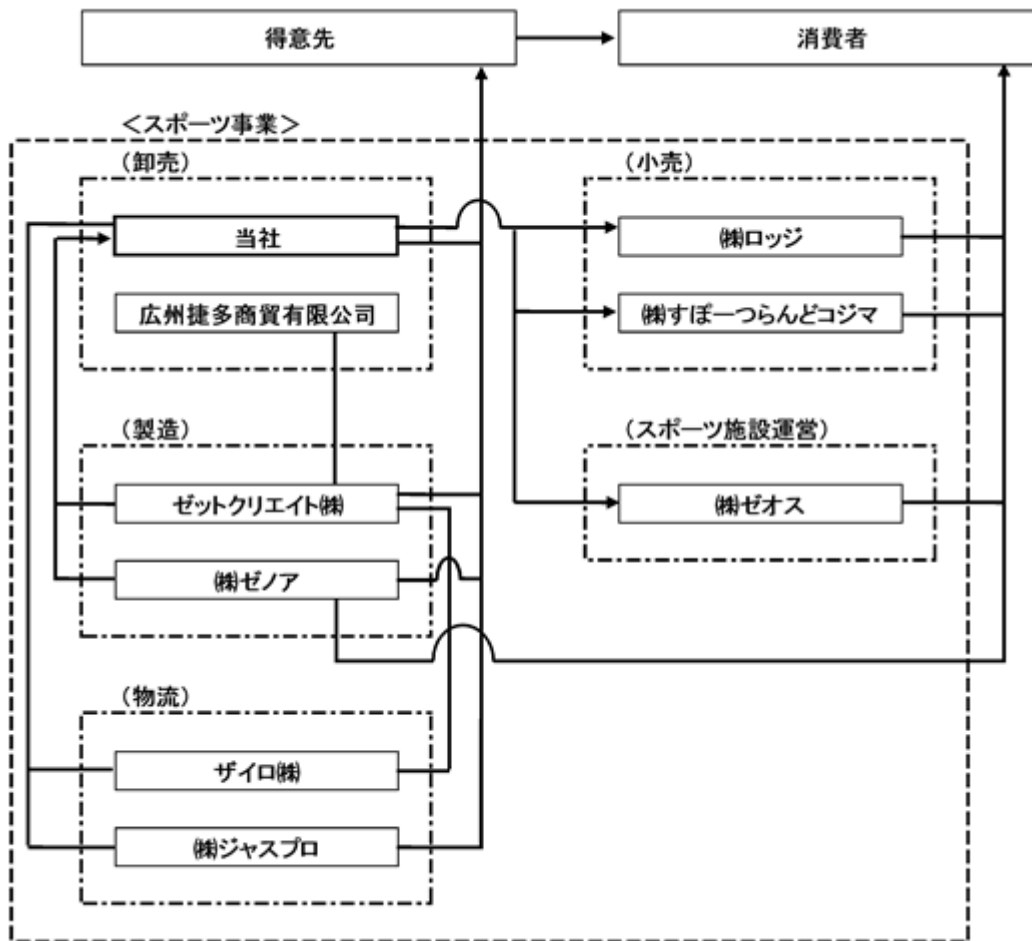 得意先
消費者
＜スポーツ事業＞
（卸売）
（小売）
当社
㈱ロッジ
広州捷多商貿有限公司
㈱すぽーつらんどコジマ
（製造）
（スポーツ施設運営）
ゼットクリエイト㈱
㈱ゼオス
㈱ゼノア
（物流）
ザイロ㈱
㈱ジャスプロ